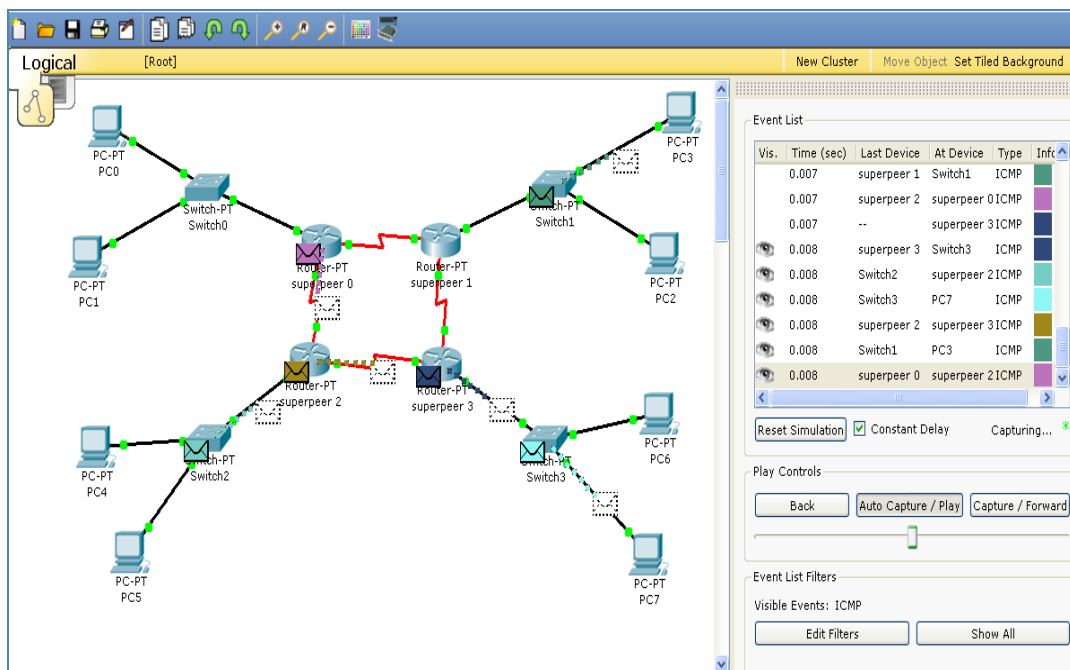 Logical
[Root]
New Cluster
Move Object
Set Tiled Background
PC-PT
PC0
PC-PT
PC3
Switch-PT
Switch0
Switch-PT
Switch1
PC-PT
PC1
Router-PT
superpeer 0
Router-PT
superpeer 1
PC-PT
PC2
Router-PT
superpeer 2
Router-PT
superpeer 3
PC-PT
PC4
Switch-PT
Switch2
Switch-PT
Switch3
PC-PT
PC6
PC-PT
PC5
PC-PT
PC7
Event List
Vis. Time (sec) Last Device At Device Type Info
0.007 superpeer 1 Switch1 ICMP
0.007 superpeer 2 superpeer 0 ICMP
0.007 -- superpeer 3 ICMP
0.008 superpeer 3 Switch3 ICMP
0.008 Switch2 superpeer 2 ICMP
0.008 Switch3 PC7 ICMP
0.008 superpeer 2 superpeer 3 ICMP
0.008 Switch1 PC3 ICMP
0.008 superpeer 0 superpeer 2 ICMP
Reset Simulation
Constant Delay
Capturing... *
Play Controls
Back
Auto Capture / Play
Capture / Forward
Event List Filters
Visible Events: ICMP
Edit Filters
Show All